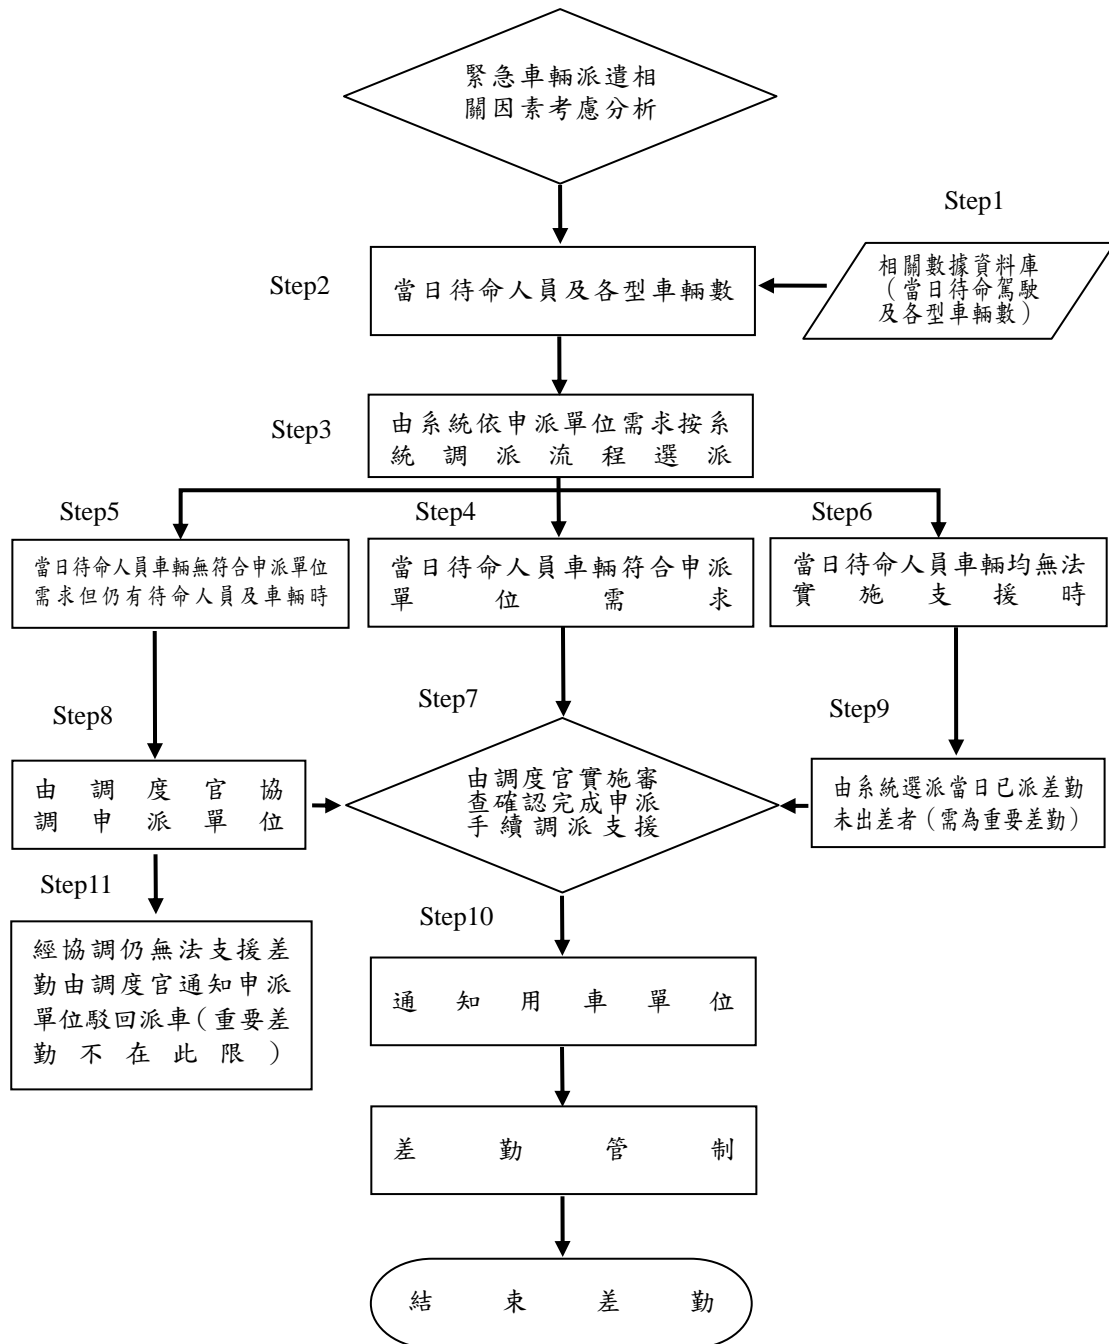 緊急車輛派遣相
關因素考慮分析
Step1
相關數據資料庫
（當日待命駕駛
及各型車輛數）
Step2
當日待命人員及各型車輛數
Step3
由系統依申派單位需求按系
統調派流程選派
Step5
Step4
Step6
當日待命人員車輛無符合申派單位
需求但仍有待命人員及車輛時
當日待命人員車輛符合申派
單位需求
當日待命人員車輛均無法
實施支援時
Step8
Step7
Step9
由調度官協
調申派單位
由調度官實施審
查確認完成申派
手續調派支援
由系統選派當日已派差勤
未出差者（需為重要差勤）
Step11
Step10
經協調仍無法支援差
勤由調度官通知申派
單位駁回派車（重要差
勤不在此限）
通知用車單位
差勤管制
結束差勤